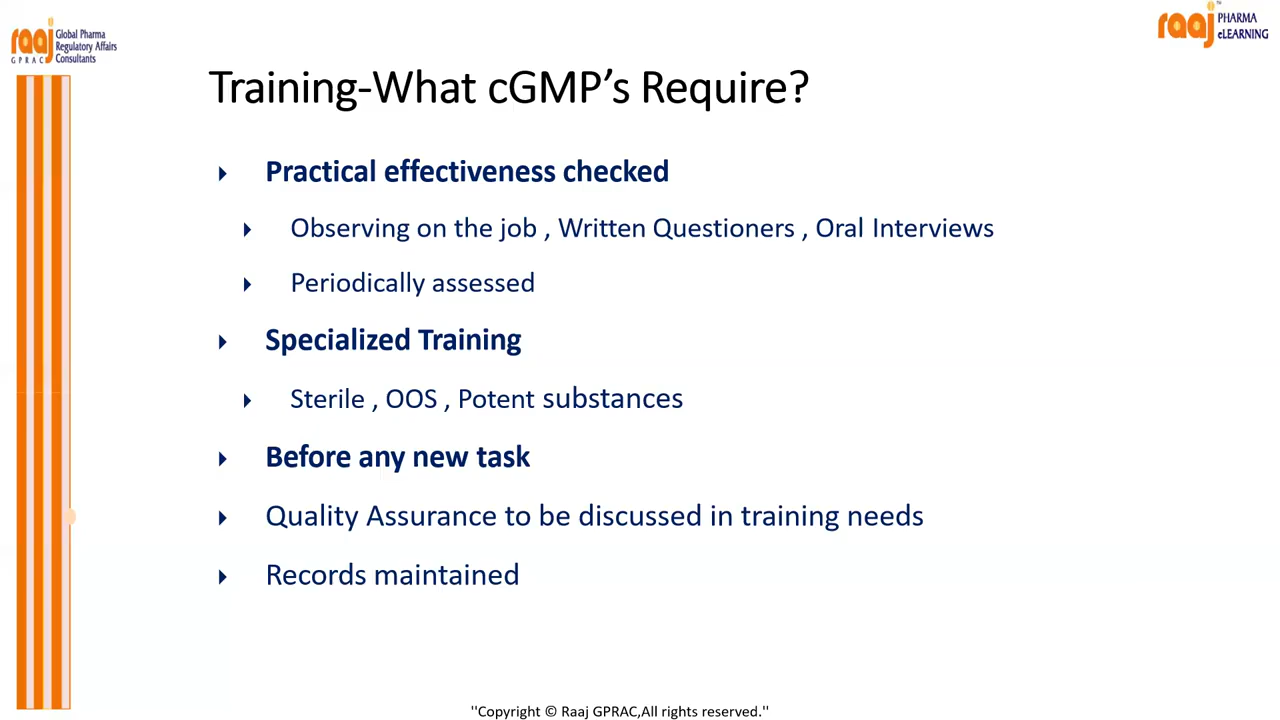 raaj Global Pharma
Regulatory Affairs
GPRAC Consultants
raaj PHARMA
eLEARNING
Training-What cGMP’s Require?
Practical effectiveness checked
Observing on the job , Written Questioners , Oral Interviews
Periodically assessed
Specialized Training
Sterile , OOS , Potent substances
Before any new task
Quality Assurance to be discussed in training needs
Records maintained
''Copyright © Raaj GPRAC,All rights reserved.''